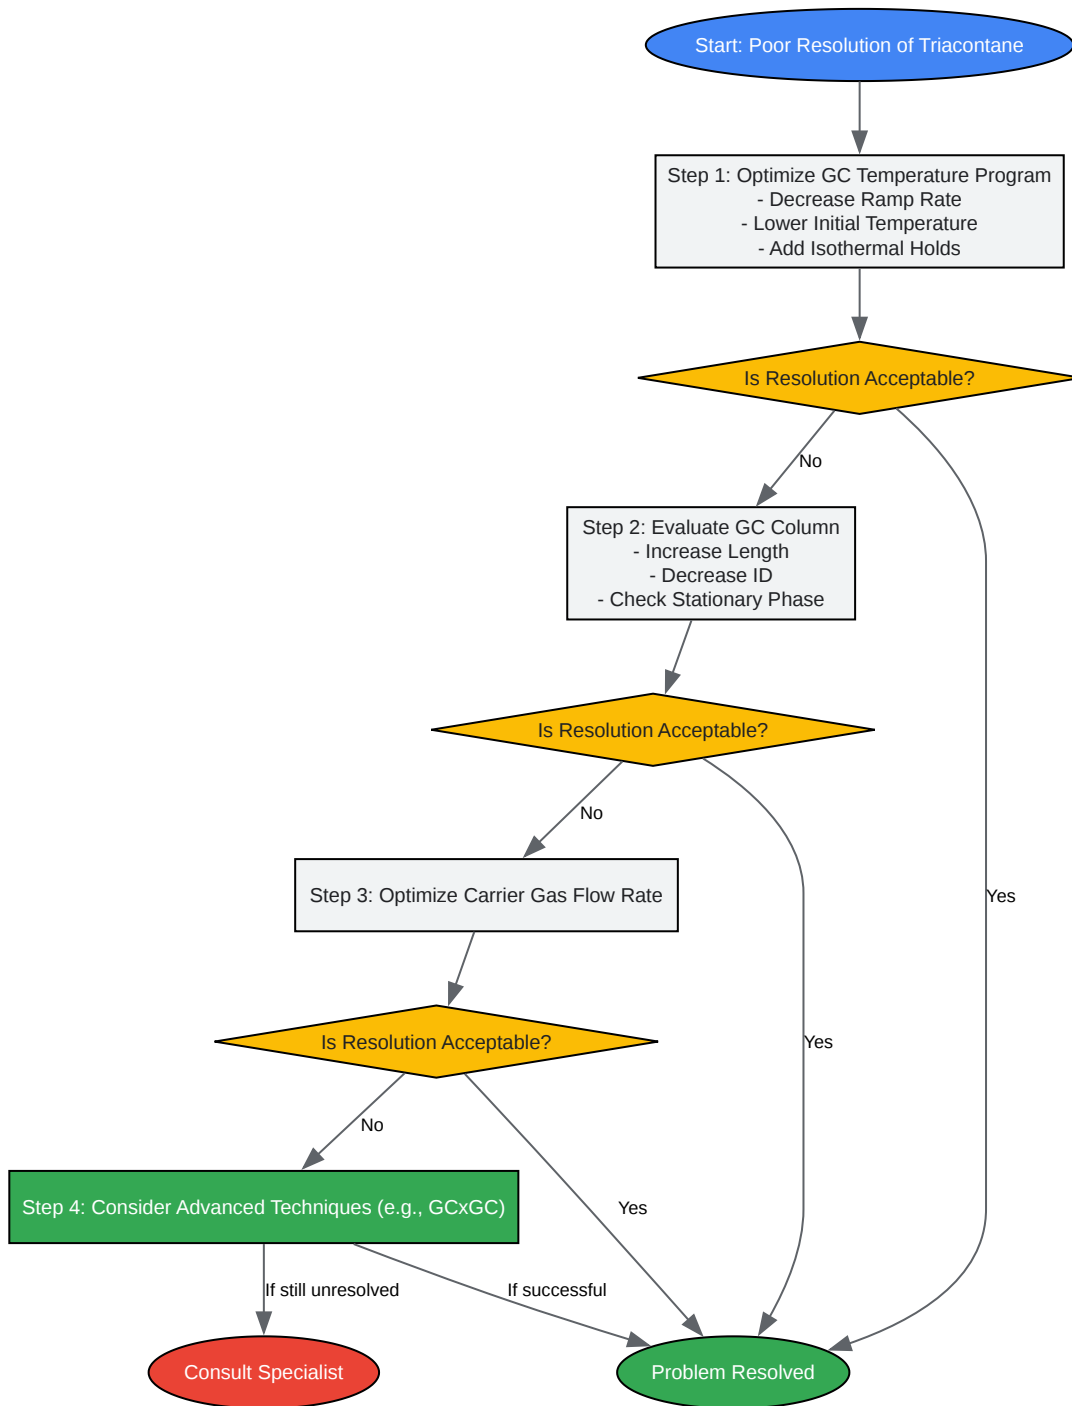 Start: Poor Resolution of Triacontane
Step 1: Optimize GC Temperature Program
- Decrease Ramp Rate
- Lower Initial Temperature
- Add Isothermal Holds
Is Resolution Acceptable?
No
Step 2: Evaluate GC Column
- Increase Length
- Decrease ID
- Check Stationary Phase
Is Resolution Acceptable?
No
Step 3: Optimize Carrier Gas Flow Rate
Yes
Is Resolution Acceptable?
Yes
No
Step 4: Consider Advanced Techniques (e.g., GCxGC)
Yes
If still unresolved
If successful
Consult Specialist
Problem Resolved